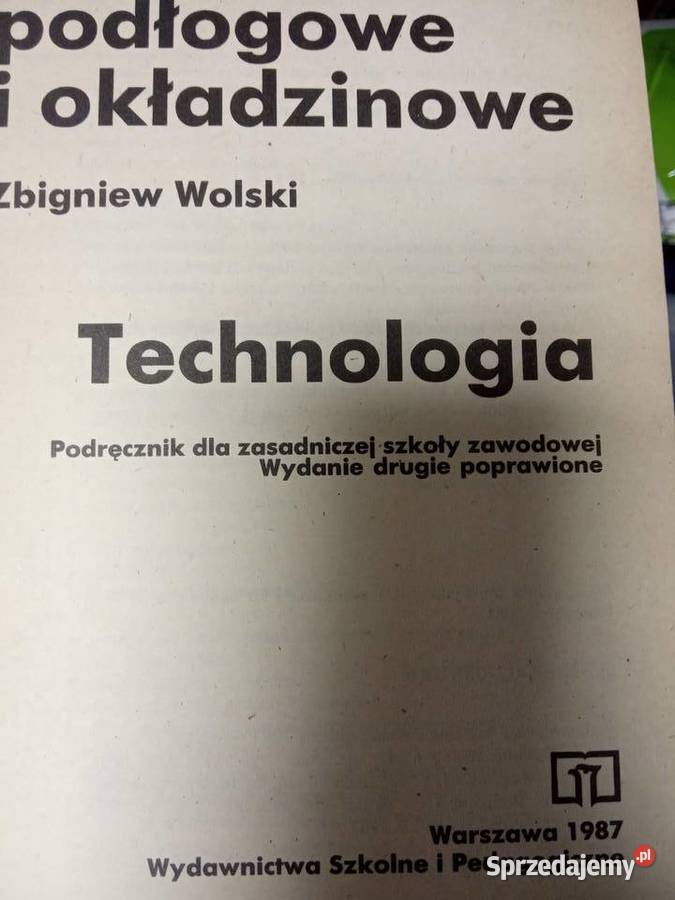 podłogowe
i okładzinowe
Zbigniew Wolski
Technologia
Podręcznik dla zasadniczej szkoły zawodowej
Wydanie drugie poprawione
Warszawa 1987
Wydawnictwa Szkolne i
Sprzedajemy.pl